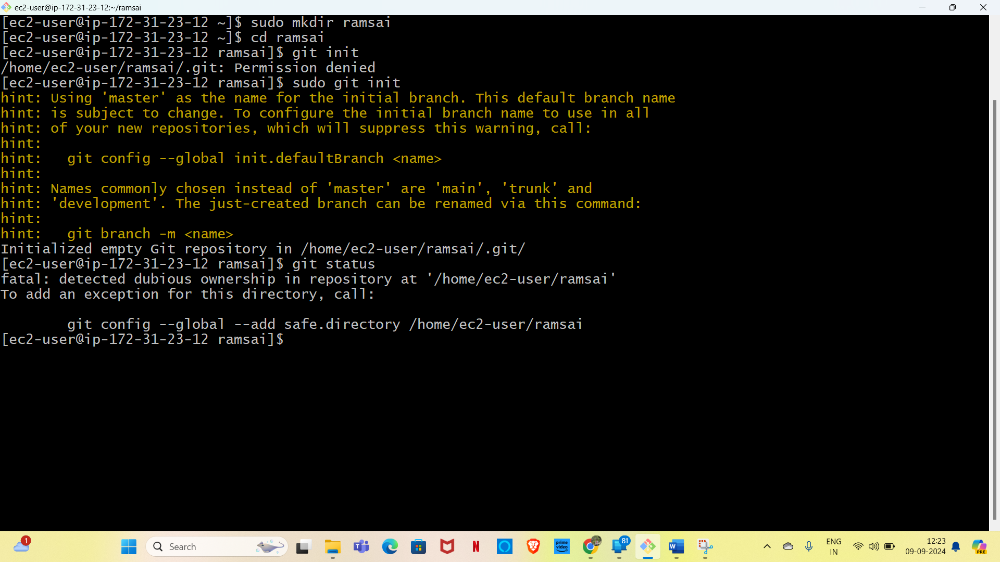 ec2-user@ip-172-31-23-12:~/ramsai
[ec2-user@ip-172-31-23-12 ~]$ sudo mkdir ramsai
[ec2-user@ip-172-31-23-12 ~]$ cd ramsai
[ec2-user@ip-172-31-23-12 ramsai]$ git init
/home/ec2-user/ramsai/.git: Permission denied
[ec2-user@ip-172-31-23-12 ramsai]$ sudo git init
hint: Using 'master' as the name for the initial branch. This default branch name
hint: is subject to change. To configure the initial branch name to use in all
hint: of your new repositories, which will suppress this warning, call:
hint:
hint:   git config --global init.defaultBranch <name>
hint:
hint: Names commonly chosen instead of 'master' are 'main', 'trunk' and
hint: 'development'. The just-created branch can be renamed via this command:
hint:
hint:   git branch -m <name>
Initialized empty Git repository in /home/ec2-user/ramsai/.git/
[ec2-user@ip-172-31-23-12 ramsai]$ git status
fatal: detected dubious ownership in repository at '/home/ec2-user/ramsai'
To add an exception for this directory, call:
        git config --global --add safe.directory /home/ec2-user/ramsai
[ec2-user@ip-172-31-23-12 ramsai]$
1
Search
N
prime video
81
W
ENG
IN
12:23
09-09-2024
PRE